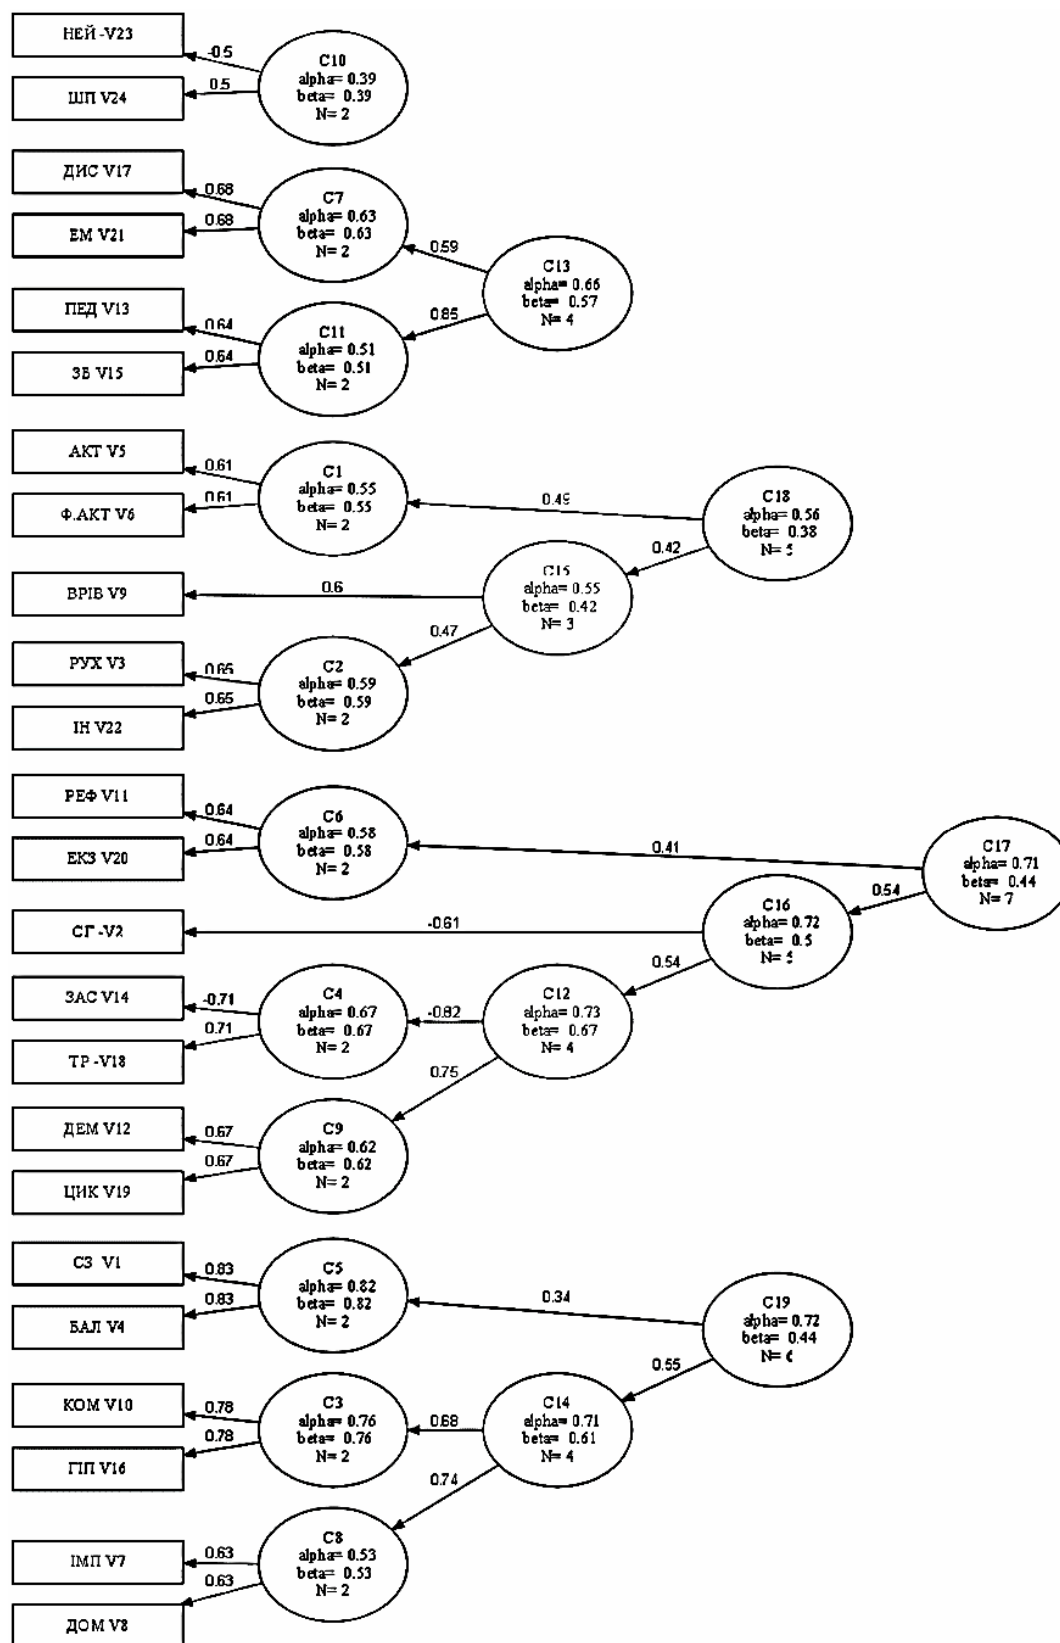 НЕЙ -V23
-0.5
C10
alpha= 0.39
beta= 0.39
N= 2
0.5
ШП V24
ДИС V17
0.68
C7
alpha= 0.63
beta= 0.63
N= 2
0.68
ЕМ V21
0.59
C13
alpha= 0.66
beta= 0.57
N= 4
0.85
ПЕД V13
0.64
C11
alpha= 0.51
beta= 0.51
N= 2
0.64
ЗБ V15
АКТ V5
0.61
C1
alpha= 0.55
beta= 0.55
N= 2
0.61
Ф.АКТ V6
0.49
C18
alpha= 0.56
beta= 0.38
N= 5
0.42
ВРІВ V9
0.6
C15
alpha= 0.55
beta= 0.42
N= 3
0.47
РУХ V3
0.65
C2
alpha= 0.59
beta= 0.59
N= 2
0.65
ІН V22
РЕФ V11
0.64
C6
alpha= 0.58
beta= 0.58
N= 2
0.64
ЕКЗ V20
0.41
C17
alpha= 0.71
beta= 0.44
N= 7
0.54
C16
alpha= 0.72
beta= 0.5
N= 5
СГ -V2
-0.61
0.54
ЗАС V14
-0.71
C4
alpha= 0.67
beta= 0.67
N= 2
0.71
ТР -V18
-0.82
C12
alpha= 0.73
beta= 0.67
N= 4
0.75
ДЕМ V12
0.67
C9
alpha= 0.62
beta= 0.62
N= 2
0.67
ЦИК V19
СЗ V1
0.83
C5
alpha= 0.82
beta= 0.82
N= 2
0.83
БАЛ V4
0.34
C19
alpha= 0.72
beta= 0.44
N= 6
0.55
КОМ V10
0.78
C3
alpha= 0.76
beta= 0.76
N= 2
0.78
ГІП V16
0.68
C14
alpha= 0.71
beta= 0.61
N= 4
0.74
C8
alpha= 0.53
beta= 0.53
N= 2
ІМП V7
0.63
0.63
ДОМ V8